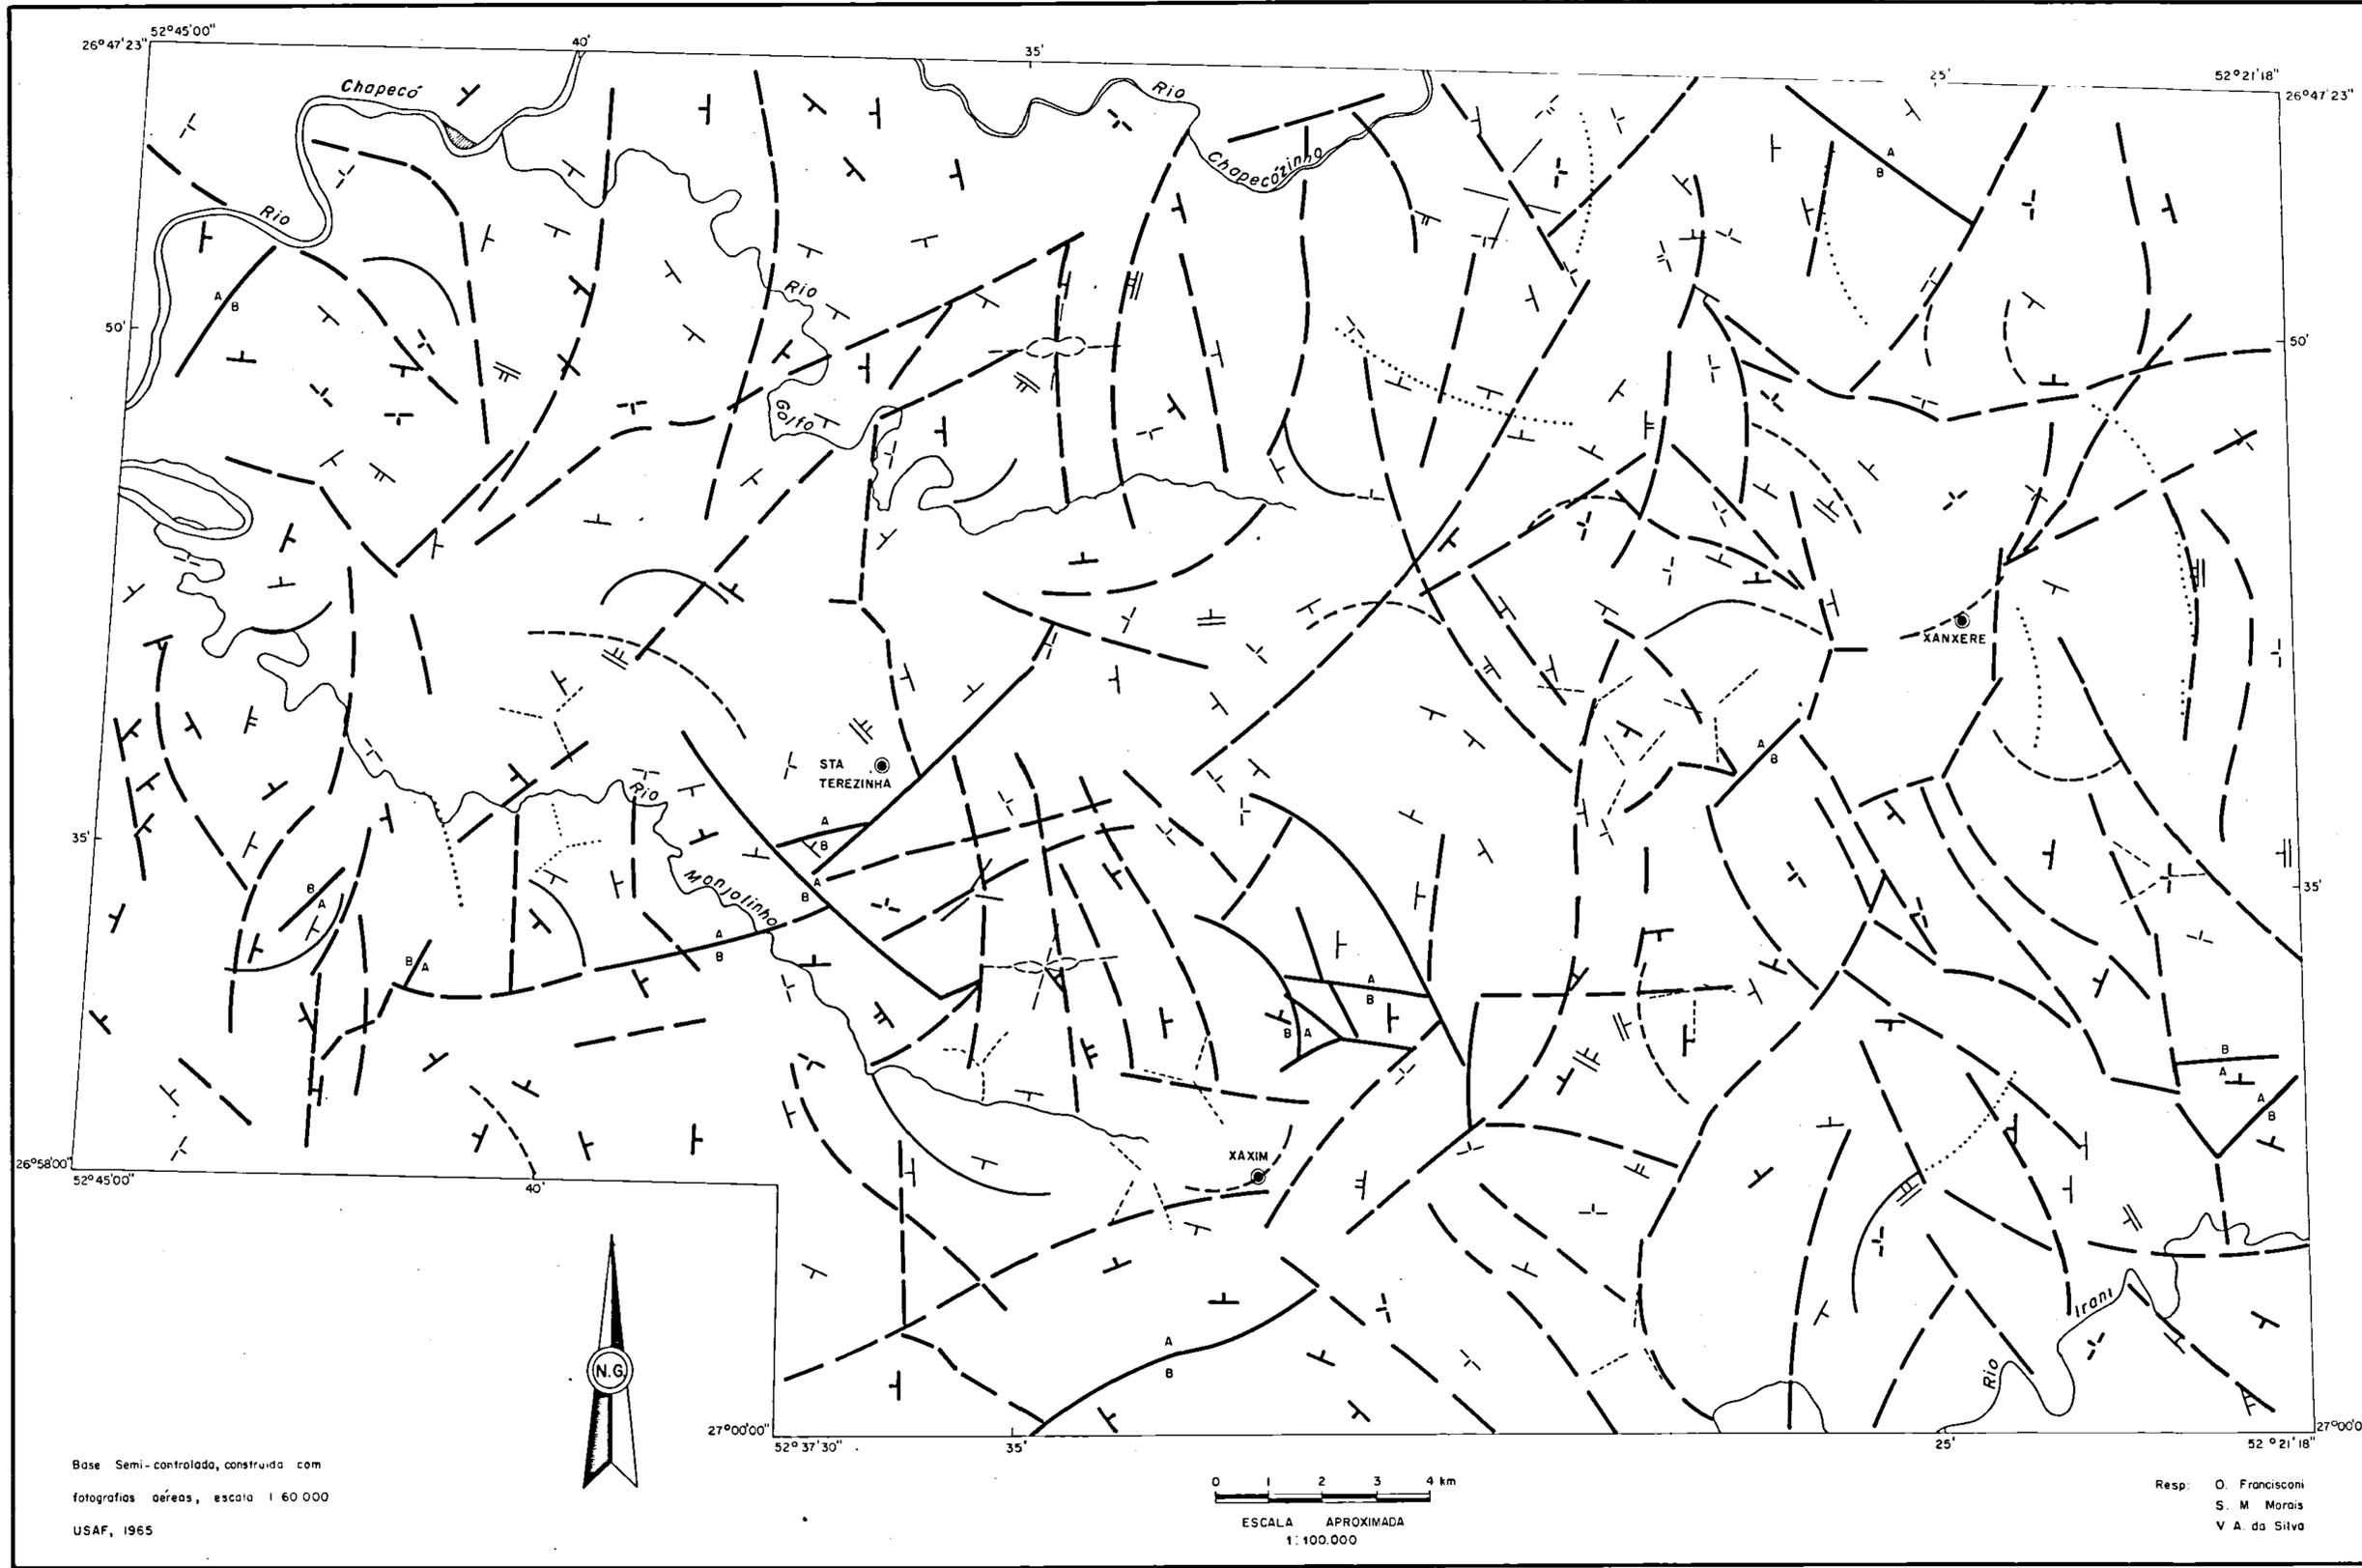 52°45'00"
26°47'23"
40'
35'
25'
52°21'18"
26°47'23"
Chapecó
Rio
Rio
Chapecózinho
A
B
A
B
50'
50'
Rio
Golfo
XANXERE
A
B
STA
TEREZINHA
Rio
Monjolinho
A
B
A
B
35'
35'
B
A
A
B
B
A
A
B
B
A
B
A
A
B
26°58'00"
52°45'00"
40'
XAXIM
A
B
Rio
Irani
N.G.
27°00'00"
52°37'30"
35'
25'
52°21'18"
27°00'0
Base Semi-controlada, construida com
fotografias aéreas, escala 1 60 000
USAF, 1965
0 1 2 3 4 km
ESCALA APROXIMADA
1:100.000
Resp: O. Francisconi
S. M Morais
V A. da Silva